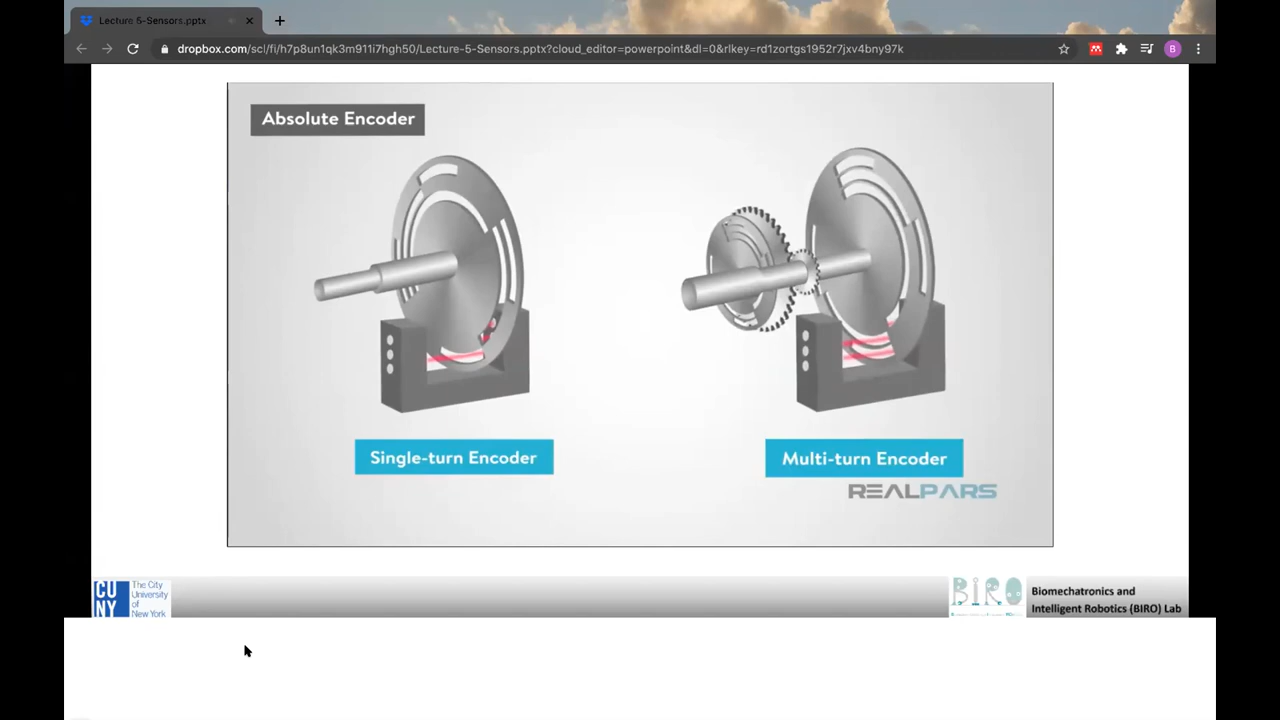 Lecture 5-Sensors.pptx
dropbox.com/scl/fi/h7p8un1qk3m911i7hgh50/Lecture-5-Sensors.pptx?cloud_editor=powerpoint&dl=0&rlkey=rd1zortgs1952r7jxv4bny97k
B
Absolute Encoder
Single-turn Encoder
Multi-turn Encoder
REALPARS
CU
NY
The City
University
of
New York
BIRO
Biomechatronics and
Intelligent Robotics (BIRO) Lab